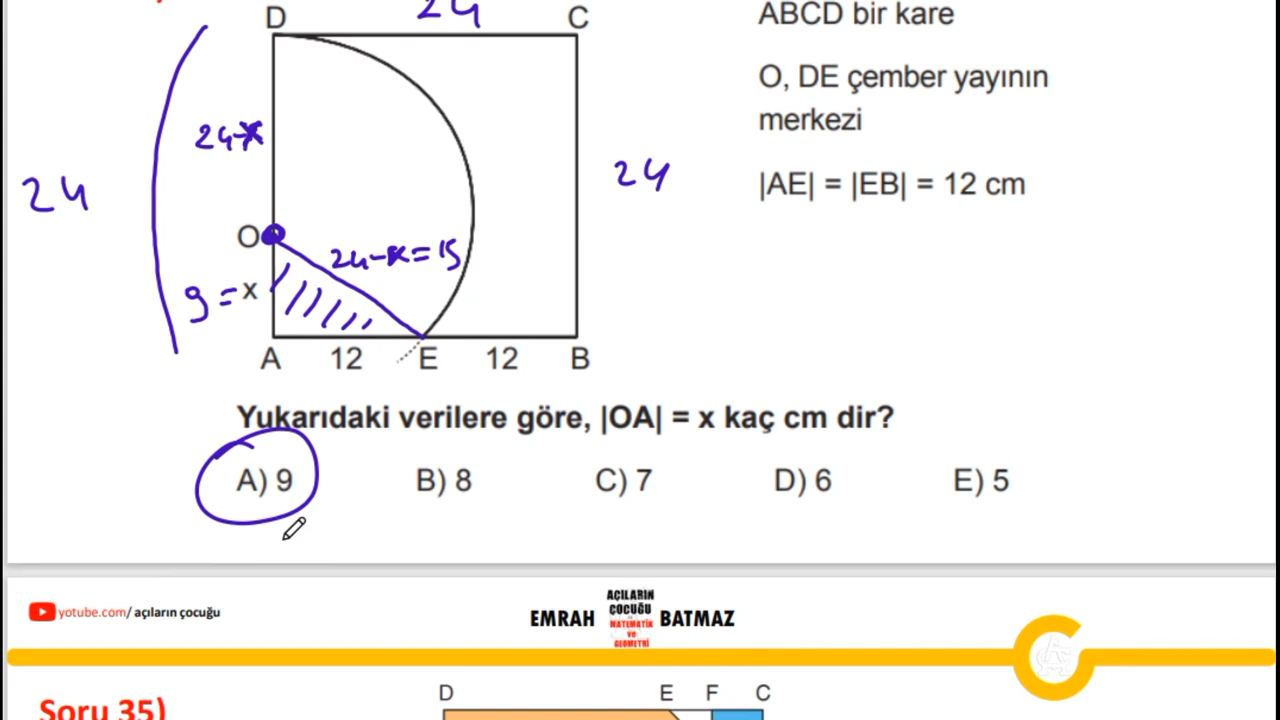 24
D C
ABCD bir kare
O, DE çember yayının
merkezi
24-x
24
24
|AE| = |EB| = 12 cm
O
24-x=15
9=x
A 12 E 12 B
Yukarıdaki verilere göre, |OA| = x kaç cm dir?
A) 9 B) 8 C) 7 D) 6 E) 5
yotube.com/ açıların çocuğu
EMRAH BATMAZ
AÇILARIN
ÇOCUĞU
MATEMATİK
ve
GEOMETRİ
D E F C
Soru 35)